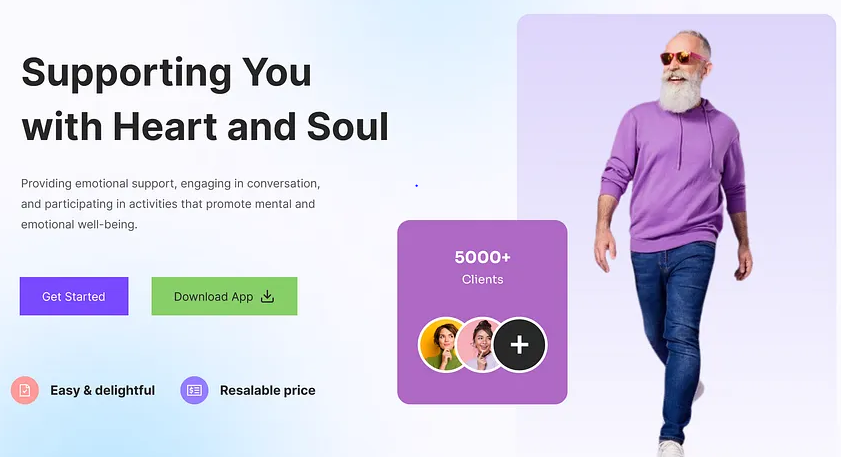 Supporting You
with Heart and Soul
Providing emotional support, engaging in conversation,
and participating in activities that promote mental and
emotional well-being.
Get Started
Download App
5000+
Clients
Easy & delightful
Resalable price